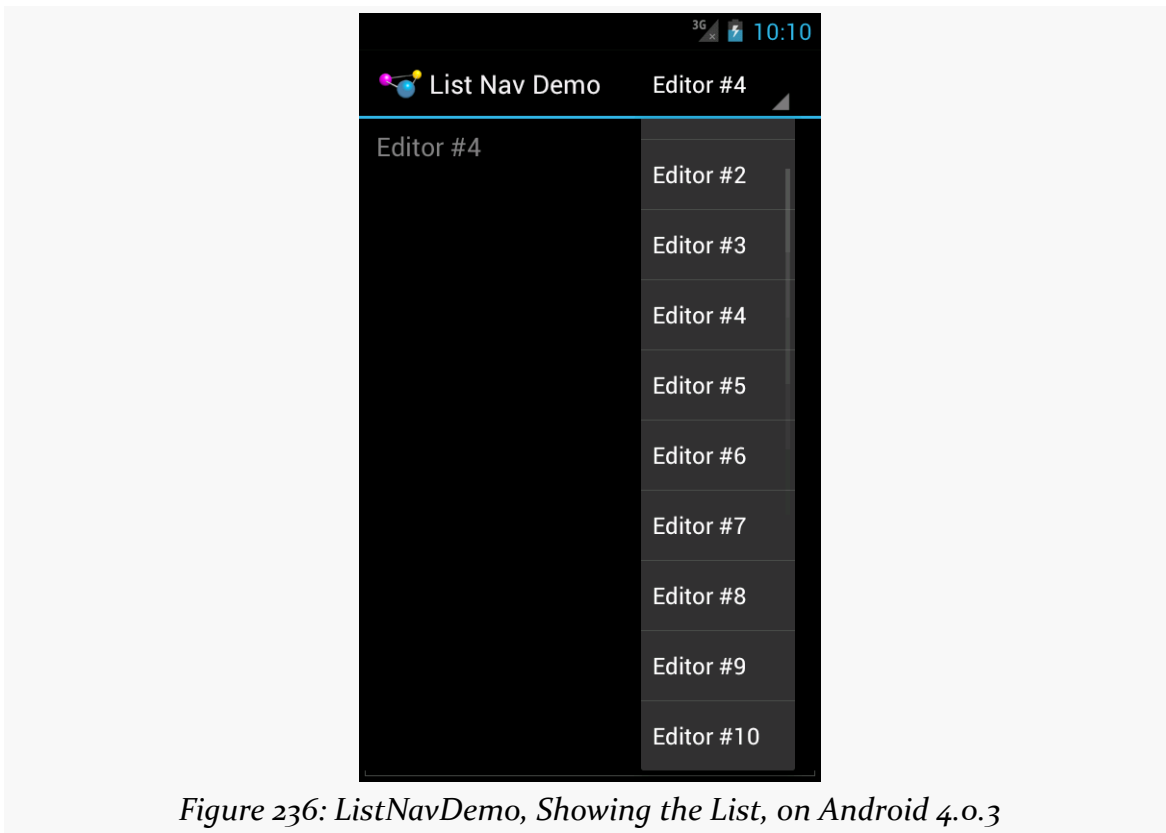 3G 10:10
List Nav Demo Editor #4
Editor #4
Editor #2
Editor #3
Editor #4
Editor #5
Editor #6
Editor #7
Editor #8
Editor #9
Editor #10
Figure 236: ListNavDemo, Showing the List, on Android 4.0.3